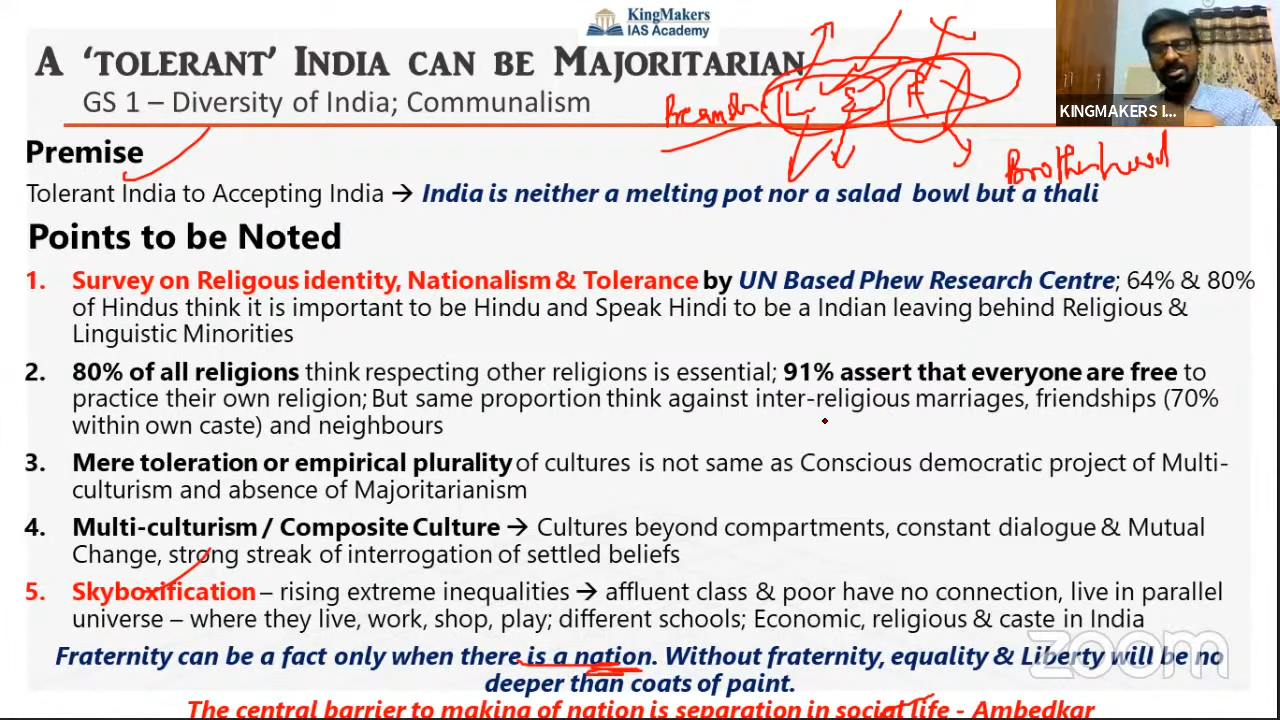 KingMakers
IAS Academy
A ‘TOLERANT’ INDIA CAN BE MAJORITARIAN
GS 1 – Diversity of India; Communalism
L E F
KINGMAKERS I...
Premise
Brotherhood
Tolerant India to Accepting India → India is neither a melting pot nor a salad bowl but a thali
Points to be Noted
1. Survey on Religous identity, Nationalism & Tolerance by UN Based Phew Research Centre; 64% & 80%
of Hindus think it is important to be Hindu and Speak Hindi to be a Indian leaving behind Religious &
Linguistic Minorities
2. 80% of all religions think respecting other religions is essential; 91% assert that everyone are free to
practice their own religion; But same proportion think against inter-religious marriages, friendships (70%
within own caste) and neighbours
3. Mere toleration or empirical plurality of cultures is not same as Conscious democratic project of Multi-
culturism and absence of Majoritarianism
4. Multi-culturism / Composite Culture → Cultures beyond compartments, constant dialogue & Mutual
Change, strong streak of interrogation of settled beliefs
5. Skyboxification – rising extreme inequalities → affluent class & poor have no connection, live in parallel
universe – where they live, work, shop, play; different schools; Economic, religious & caste in India
zoom
Fraternity can be a fact only when there is a nation. Without fraternity, equality & Liberty will be no
deeper than coats of paint.
The central barrier to making of nation is separation in social life - Ambedkar